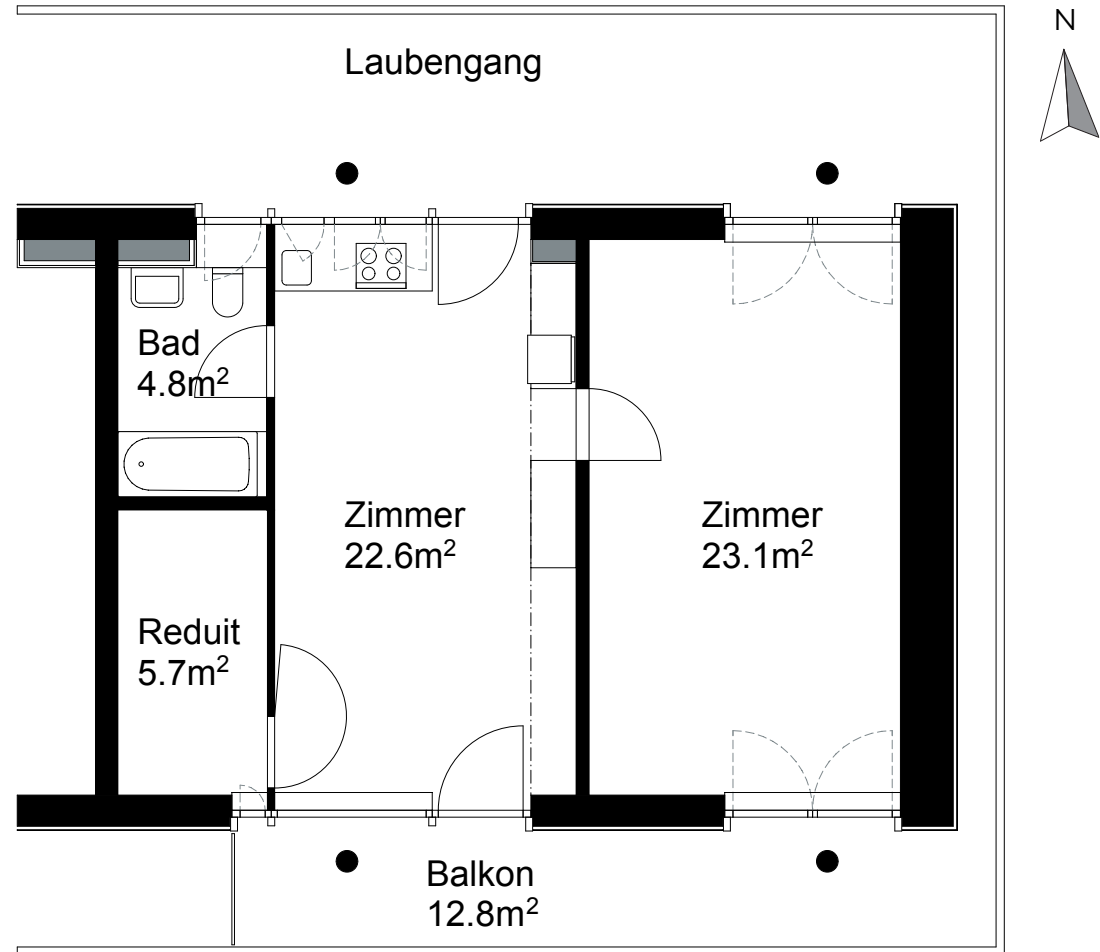 N
Laubengang
Bad
4.8m²
Zimmer
22.6m²
Zimmer
23.1m²
Reduit
5.7m²
Balkon
12.8m²